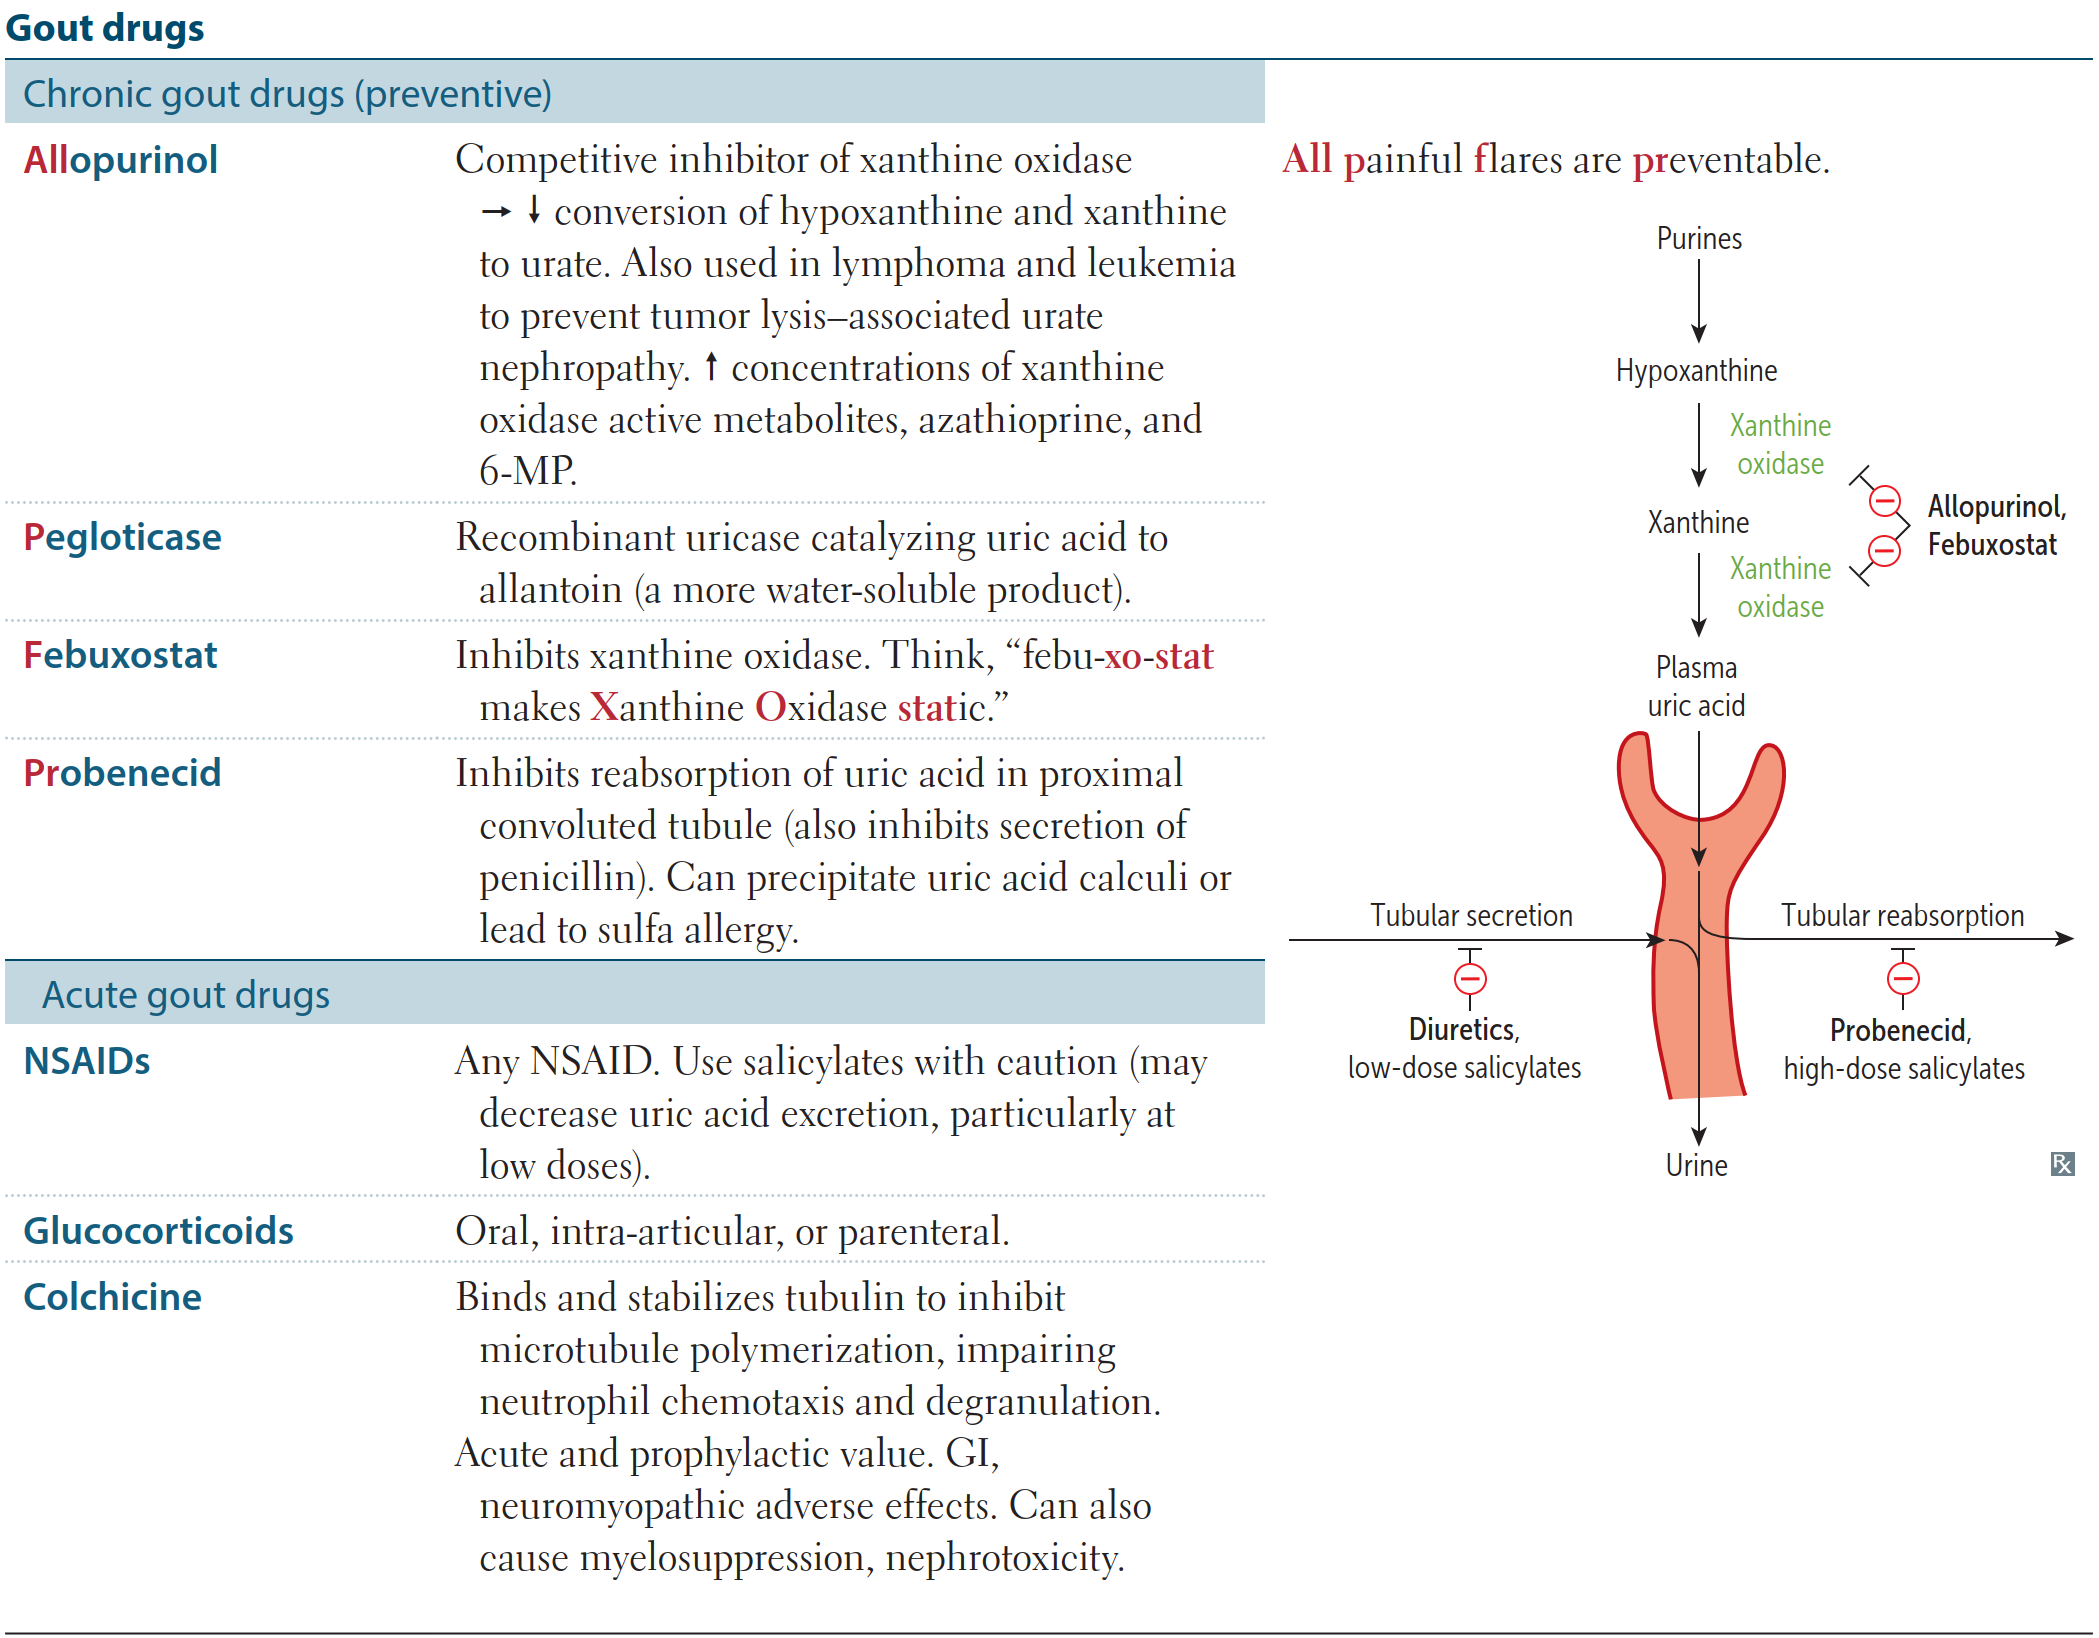 Gout drugs
Chronic gout drugs (preventive)
Allopurinol
Competitive inhibitor of xanthine oxidase
→ ↓ conversion of hypoxanthine and xanthine
to urate. Also used in lymphoma and leukemia
to prevent tumor lysis–associated urate
nephropathy. ↑ concentrations of xanthine
oxidase active metabolites, azathioprine, and
6-MP.
Pegloticase
Recombinant uricase catalyzing uric acid to
allantoin (a more water-soluble product).
Febuxostat
Inhibits xanthine oxidase. Think, “febu-xo-stat
makes Xanthine Oxidase static.”
Probenecid
Inhibits reabsorption of uric acid in proximal
convoluted tubule (also inhibits secretion of
penicillin). Can precipitate uric acid calculi or
lead to sulfa allergy.
Acute gout drugs
NSAIDs
Any NSAID. Use salicylates with caution (may
decrease uric acid excretion, particularly at
low doses).
Glucocorticoids
Oral, intra-articular, or parenteral.
Colchicine
Binds and stabilizes tubulin to inhibit
microtubule polymerization, impairing
neutrophil chemotaxis and degranulation.
Acute and prophylactic value. GI,
neuromyopathic adverse effects. Can also
cause myelosuppression, nephrotoxicity.
All painful flares are preventable.
Purines
Hypoxanthine
Xanthine
oxidase
Xanthine
Allopurinol,
Febuxostat
Xanthine
oxidase
Plasma
uric acid
Tubular secretion
Tubular reabsorption
Diuretics,
low-dose salicylates
Probenecid,
high-dose salicylates
Urine
Rx